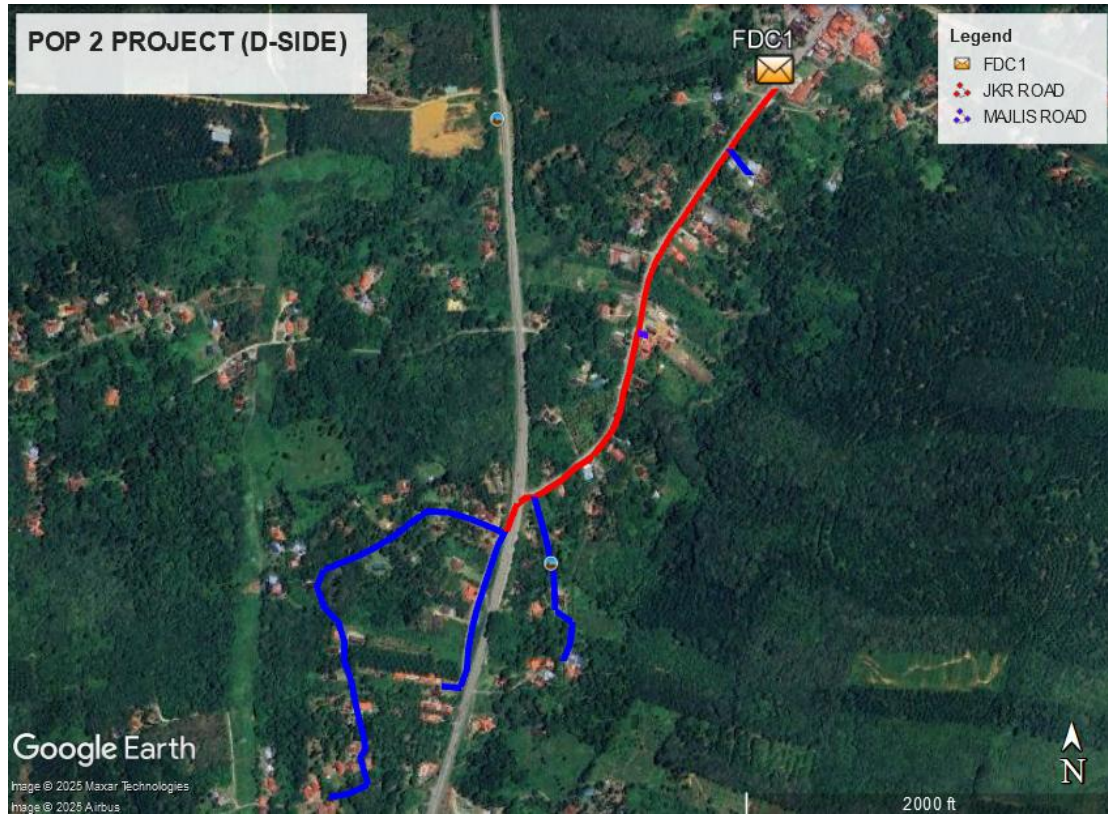 POP 2 PROJECT (D-SIDE)
FDC1
Legend
FDC1
JKR ROAD
MAJLIS ROAD
Google Earth
Image © 2025 Maxar Technologies
Image © 2025 Airbus
N
2000 ft